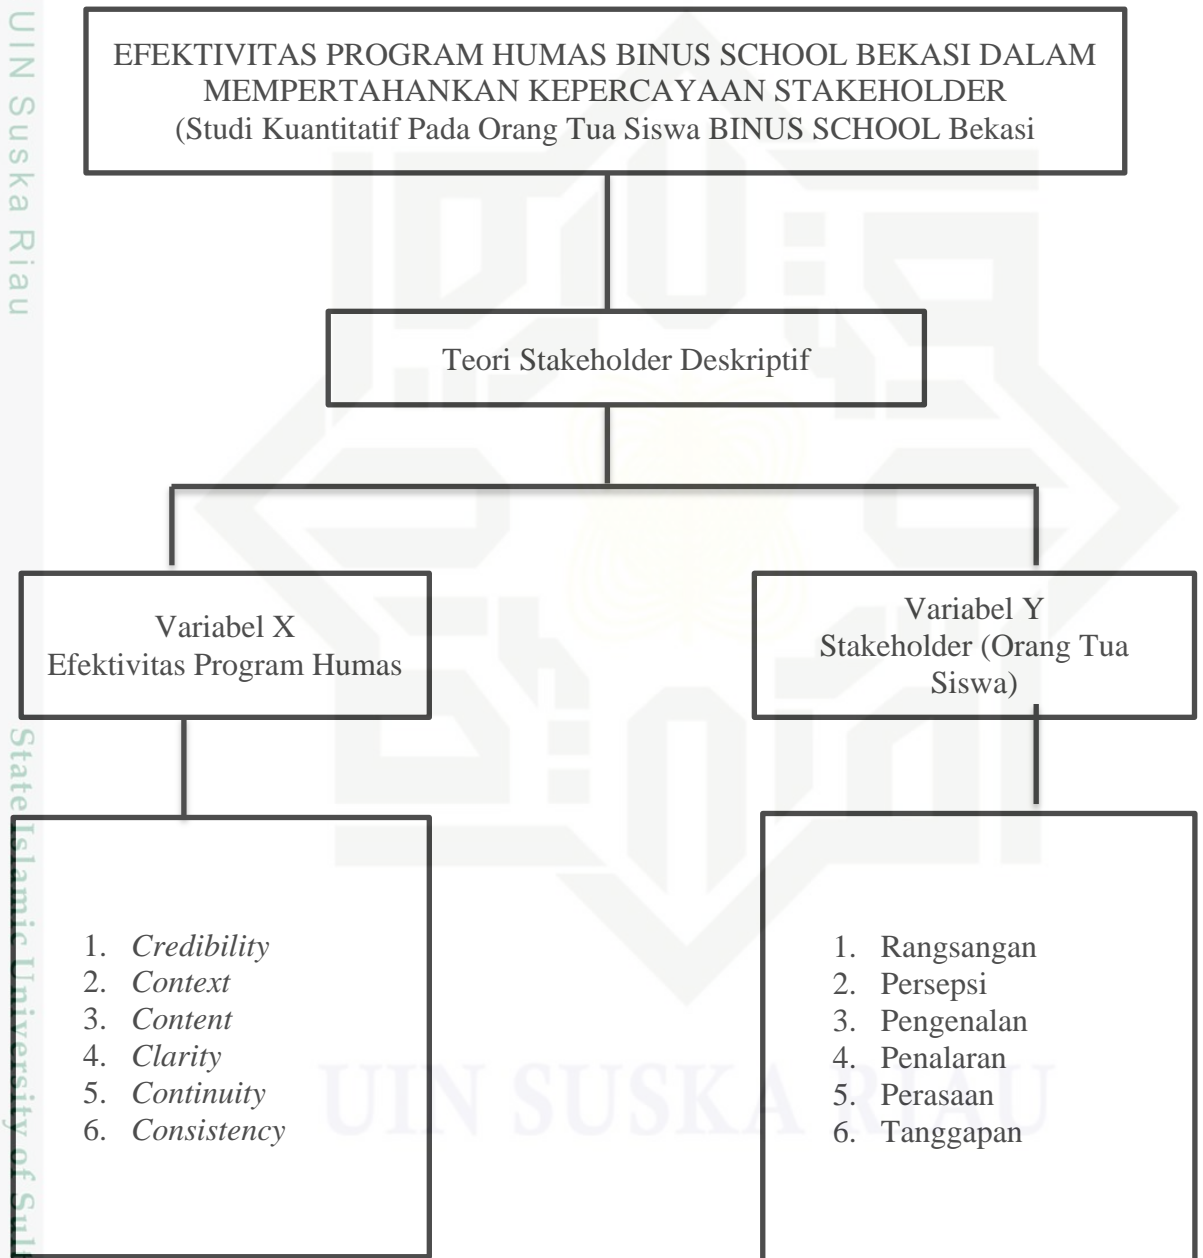 UIN Suska Riau
EFEKTIVITAS PROGRAM HUMAS BINUS SCHOOL BEKASI DALAM
MEMPERTAHANKAN KEPERCAYAAN STAKEHOLDER
(Studi Kuantitatif Pada Orang Tua Siswa BINUS SCHOOL Bekasi
Teori Stakeholder Deskriptif
Variabel X
Efektivitas Program Humas
Variabel Y
Stakeholder (Orang Tua
Siswa)
State Islamic University of Sult
1. Credibility
2. Context
3. Content
4. Clarity
5. Continuity
6. Consistency
1. Rangsangan
2. Persepsi
3. Pengenalan
4. Penalaran
5. Perasaan
6. Tanggapan
UIN SUSKA RIAU